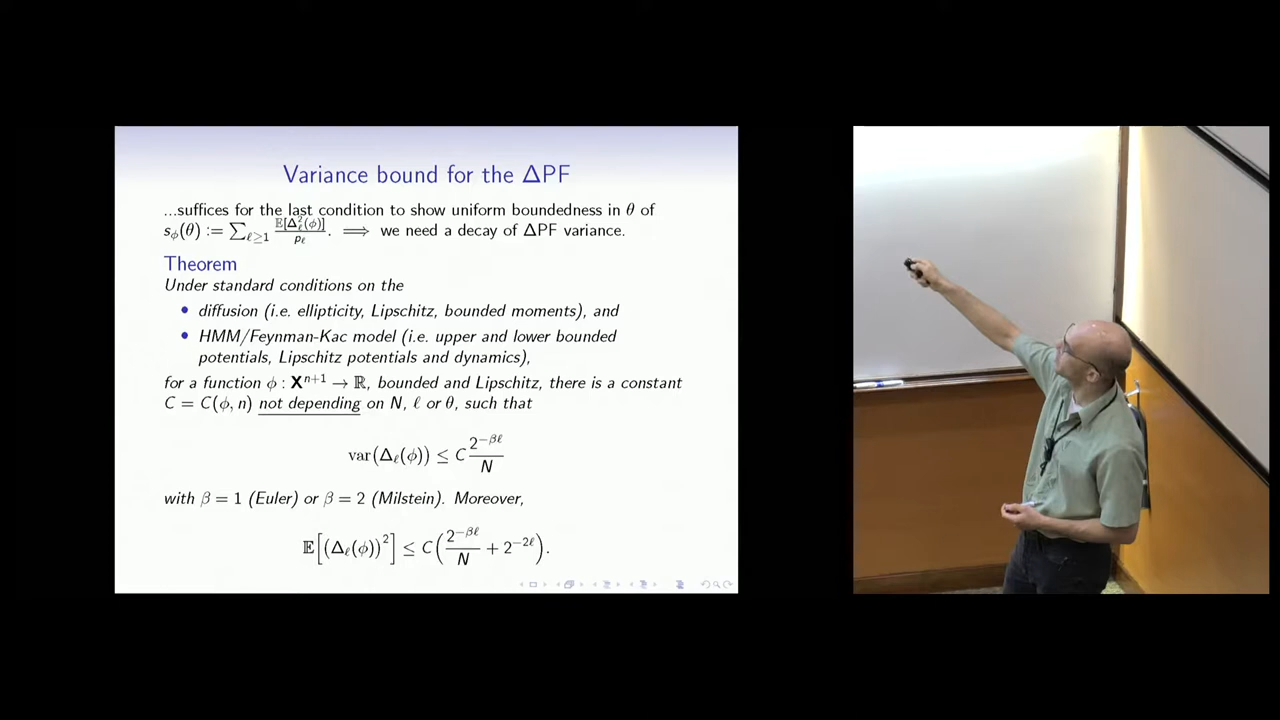 Variance bound for the ΔPF
...suffices for the last condition to show uniform boundedness in θ of
s_ϕ(θ) := ∑_{ℓ≥1} E[Δ_ℓ^2(ϕ)]/p_ℓ. ⟹ we need a decay of ΔPF variance.
Theorem
Under standard conditions on the
• diffusion (i.e. ellipticity, Lipschitz, bounded moments), and
• HMM/Feynman-Kac model (i.e. upper and lower bounded
potentials, Lipschitz potentials and dynamics),
for a function ϕ : X^{n+1} → ℝ, bounded and Lipschitz, there is a constant
C = C(ϕ, n) not depending on N, ℓ or θ, such that
var(Δ_ℓ(ϕ)) ≤ C 2^{-βℓ}/N
with β = 1 (Euler) or β = 2 (Milstein). Moreover,
𝔼[(Δ_ℓ(ϕ))^2] ≤ C(2^{-βℓ}/N + 2^{-2ℓ}).